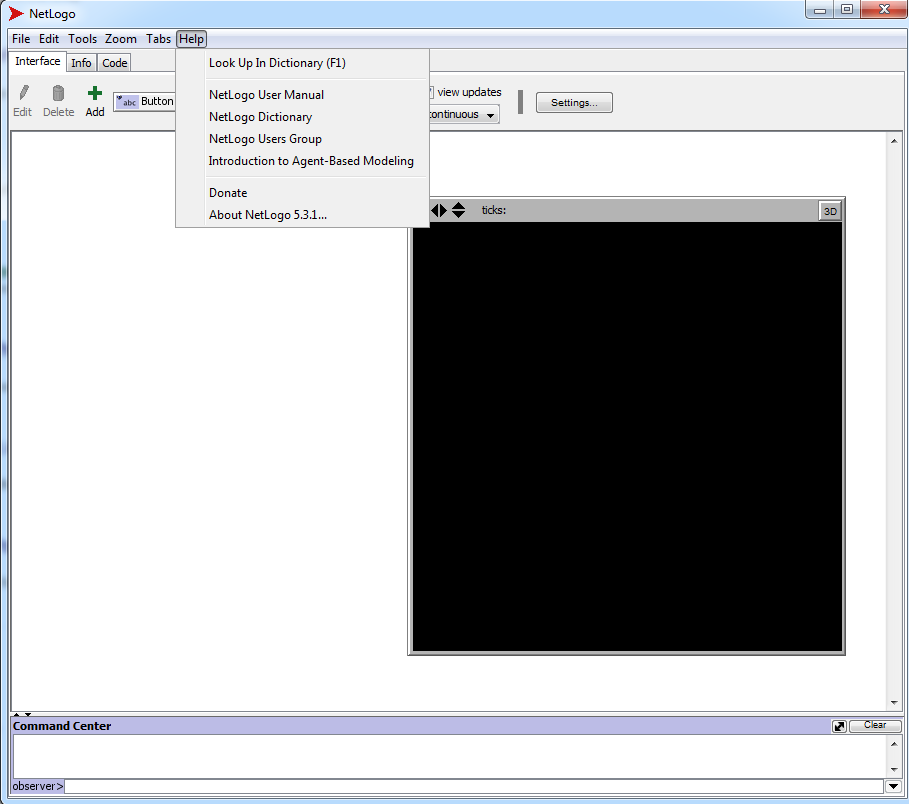 NetLogo
File Edit Tools Zoom Tabs Help
Interface Info Code
Look Up In Dictionary (F1)
NetLogo User Manual
NetLogo Dictionary
NetLogo Users Group
Introduction to Agent-Based Modeling
Donate
About NetLogo 5.3.1...
Edit Delete Add
abc Button
view updates
continuous
Settings...
ticks:
3D
Command Center
Clear
observer>